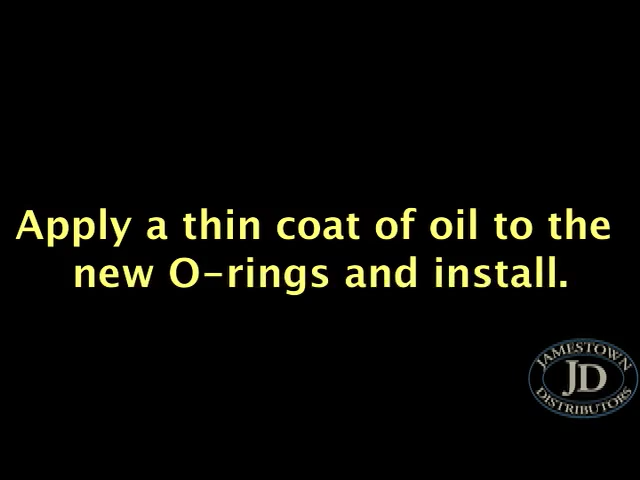 Apply a thin coat of oil to the
new O-rings and install.
JAMESTOWN
JD
DISTRIBUTORS